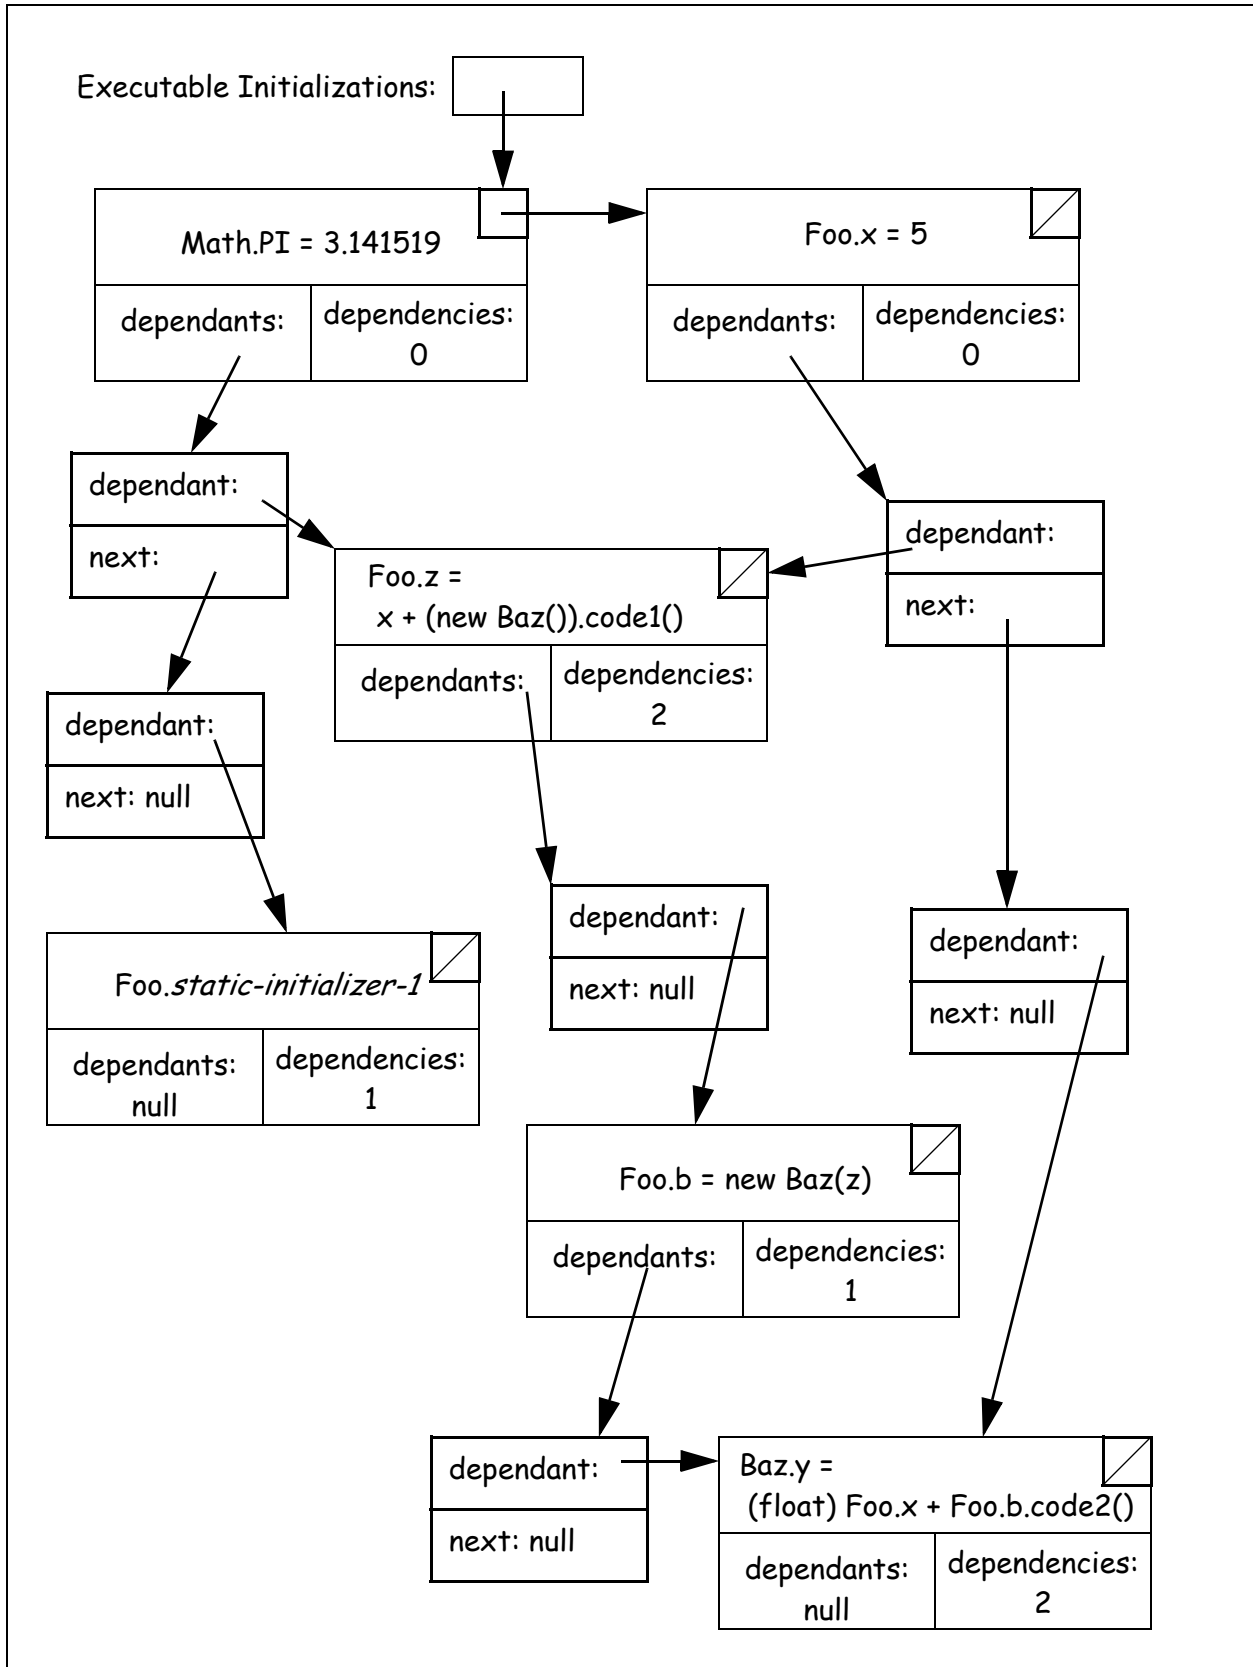 Executable Initializations:
Math.PI = 3.141519
dependants:
dependencies:
0
Foo.x = 5
dependants:
dependencies:
0
dependant:
next:
Foo.z =
x + (new Baz()).code1()
dependants:
dependencies:
2
dependant:
next:
dependant:
next: null
dependant:
next: null
dependant:
next: null
Foo.static-initializer-1
dependants:
null
dependencies:
1
Foo.b = new Baz(z)
dependants:
dependencies:
1
dependant:
next: null
Baz.y =
(float) Foo.x + Foo.b.code2()
dependants:
null
dependencies:
2